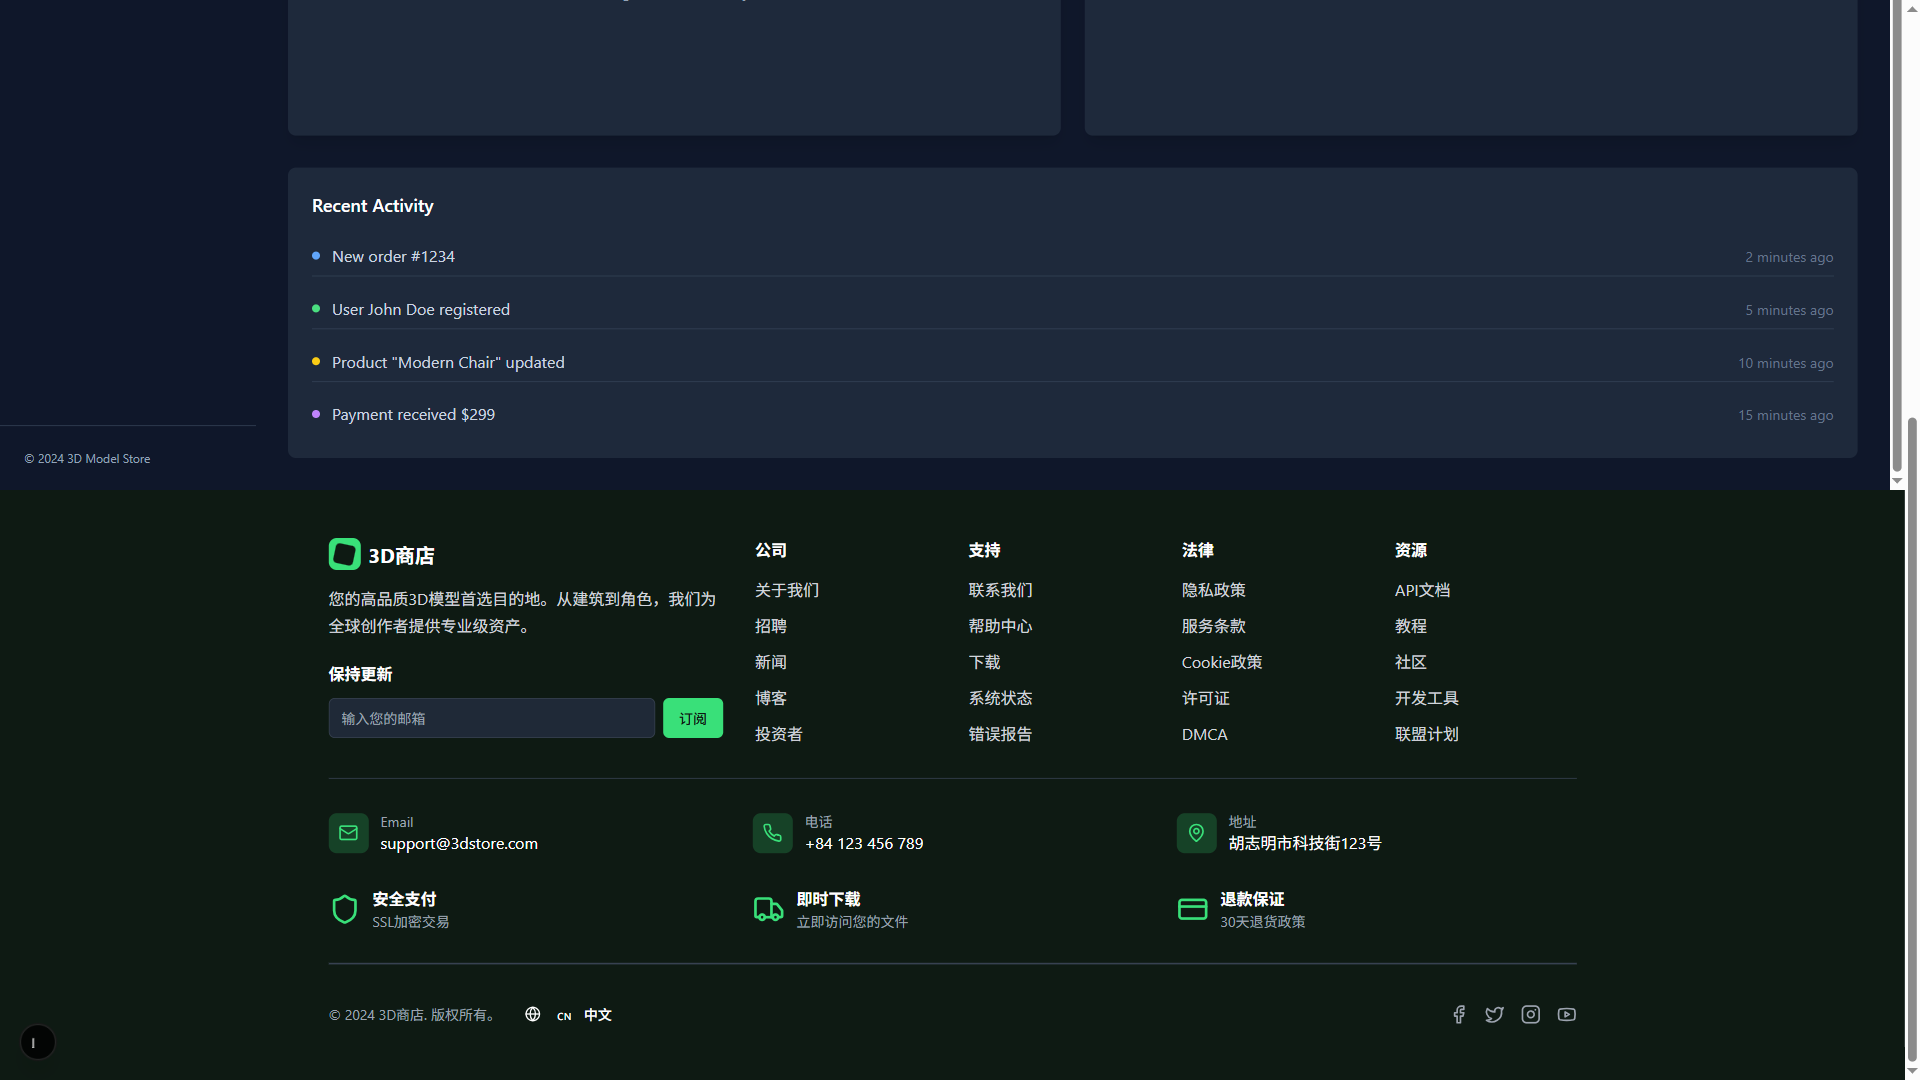 Recent Activity
New order #1234
2 minutes ago
User John Doe registered
5 minutes ago
Product "Modern Chair" updated
10 minutes ago
Payment received $299
15 minutes ago
© 2024 3D Model Store
3D商店
您的高品质3D模型首选目的地。从建筑到角色，我们为
全球创作者提供专业级资产。
保持更新
输入您的邮箱
订阅
公司
关于我们
招聘
新闻
博客
投资者
支持
联系我们
帮助中心
下载
系统状态
错误报告
法律
隐私政策
服务条款
Cookie政策
许可证
DMCA
资源
API文档
教程
社区
开发工具
联盟计划
Email
support@3dstore.com
电话
+84 123 456 789
地址
胡志明市科技街123号
安全支付
SSL加密交易
即时下载
立即访问您的文件
退款保证
30天退货政策
© 2024 3D商店. 版权所有。
CN 中文